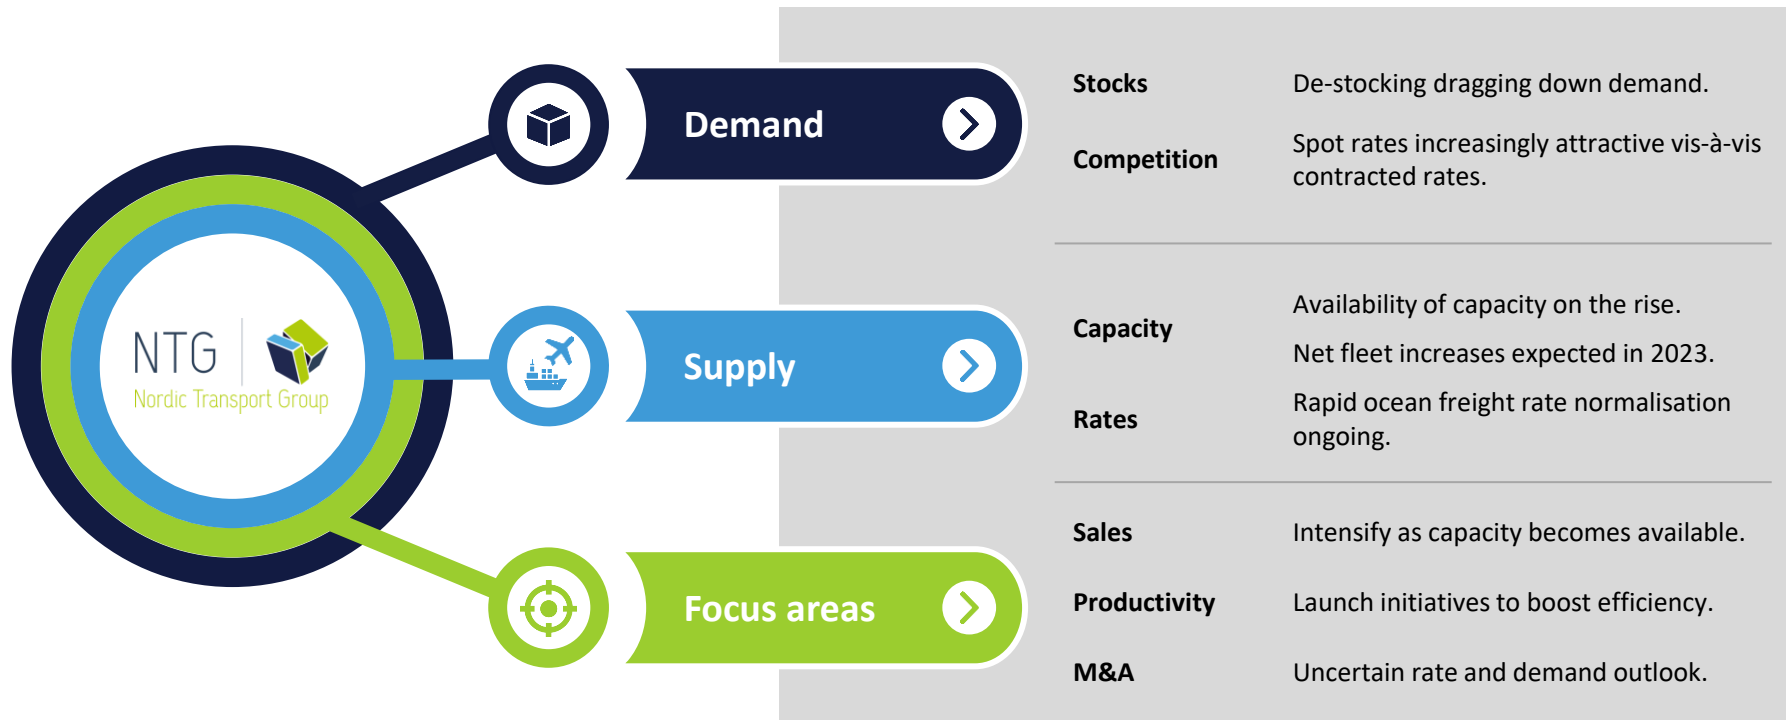 NTG
Nordic Transport Group
Demand
Stocks
De-stocking dragging down demand.
Competition
Spot rates increasingly attractive vis-à-vis
contracted rates.
Supply
Capacity
Availability of capacity on the rise.
Net fleet increases expected in 2023.
Rates
Rapid ocean freight rate normalisation
ongoing.
Focus areas
Sales
Intensify as capacity becomes available.
Productivity
Launch initiatives to boost efficiency.
M&A
Uncertain rate and demand outlook.